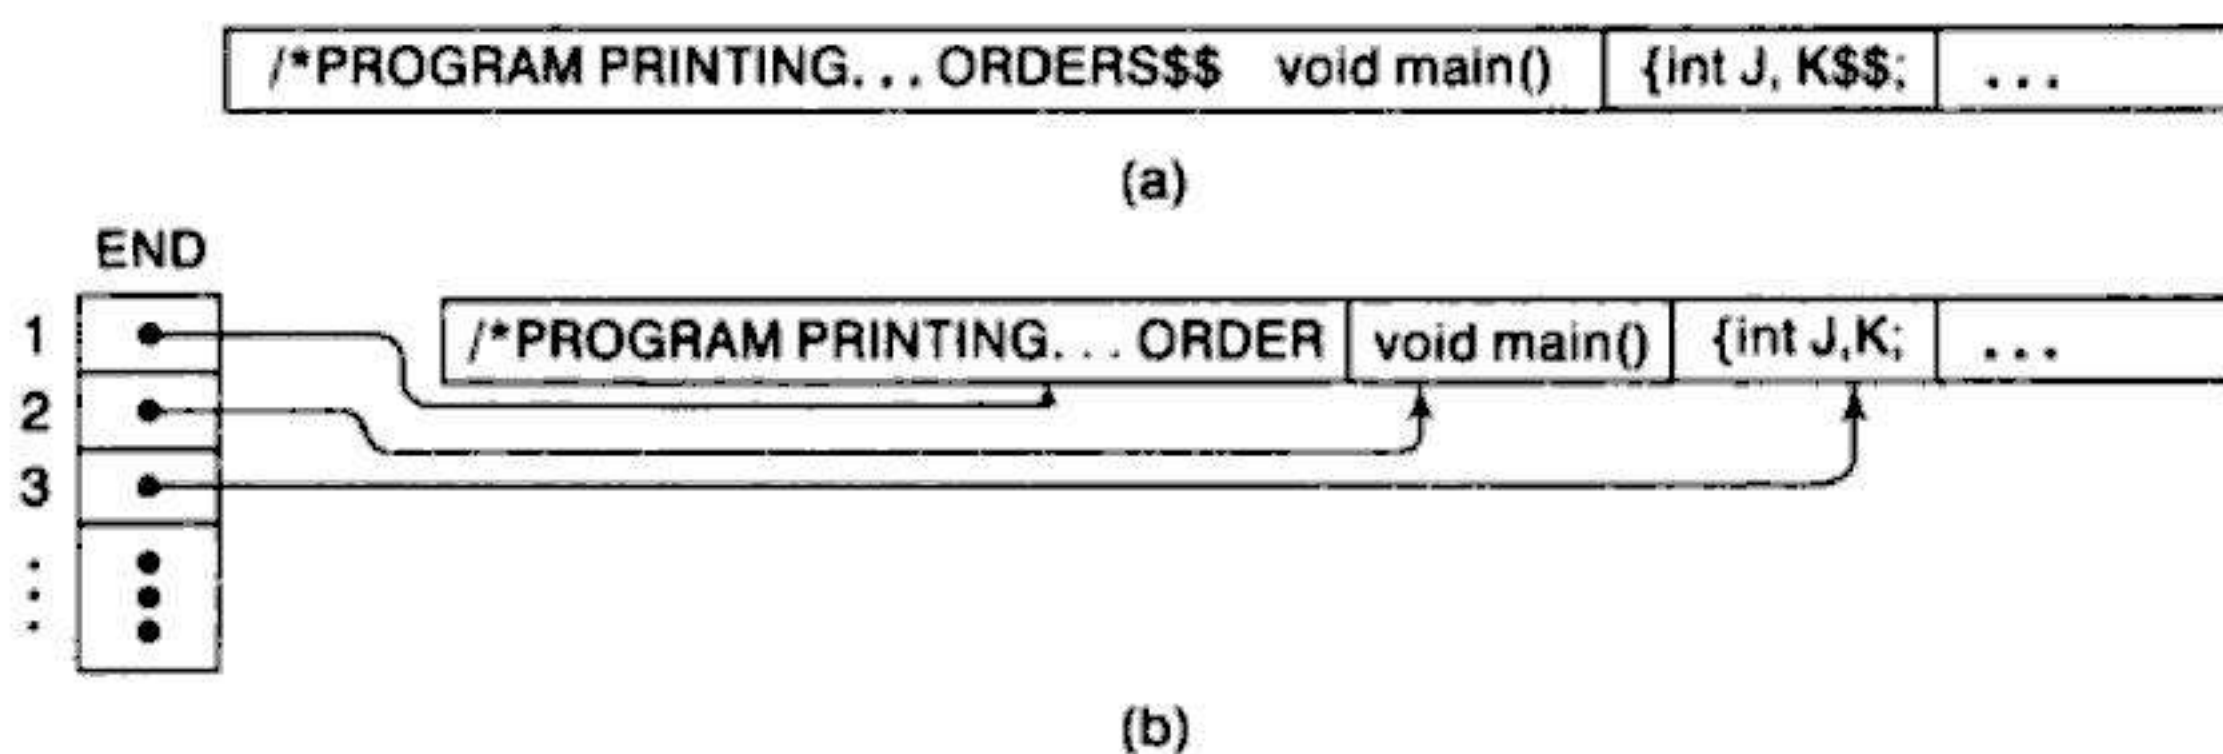 /*PROGRAM PRINTING... ORDERS$$ void main() {int J, K$$; ...
(a)
END
1 /*PROGRAM PRINTING... ORDER void main() {int J,K; ...
2
3
(b)